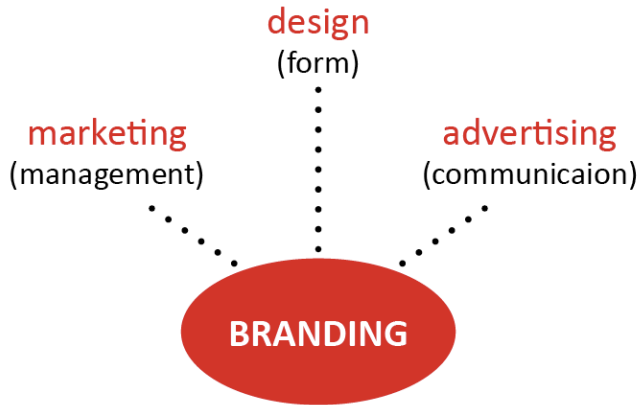 design
(form)
marketing
(management)
advertising
(communicaion)
BRANDING